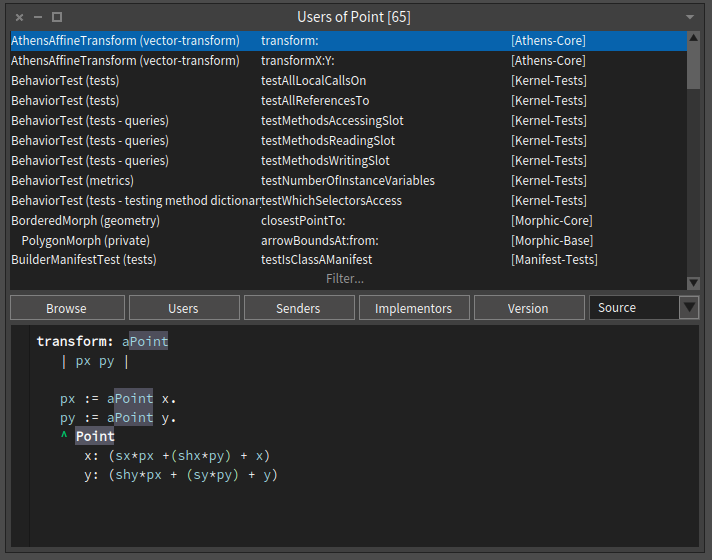 Users of Point [65]
AthensAffineTransform (vector-transform) transform: [Athens-Core]
AthensAffineTransform (vector-transform) transformX:Y: [Athens-Core]
BehaviorTest (tests) testAllLocalCallsOn [Kernel-Tests]
BehaviorTest (tests) testAllReferencesTo [Kernel-Tests]
BehaviorTest (tests - queries) testMethodsAccessingSlot [Kernel-Tests]
BehaviorTest (tests - queries) testMethodsReadingSlot [Kernel-Tests]
BehaviorTest (tests - queries) testMethodsWritingSlot [Kernel-Tests]
BehaviorTest (metrics) testNumberOfInstanceVariables [Kernel-Tests]
BehaviorTest (tests - testing method dictionary testWhichSelectorsAccess [Kernel-Tests]
BorderedMorph (geometry) closestPointTo: [Morphic-Core]
PolygonMorph (private) arrowBoundsAt:from: [Morphic-Base]
BuilderManifestTest (tests) testIsClassAManifest [Manifest-Tests]
Filter...
Browse Users Senders Implementors Version Source
transform: aPoint
| px py |
px := aPoint x.
py := aPoint y.
^ Point
x: (sx*px +(shx*py) + x)
y: (shy*px + (sy*py) + y)